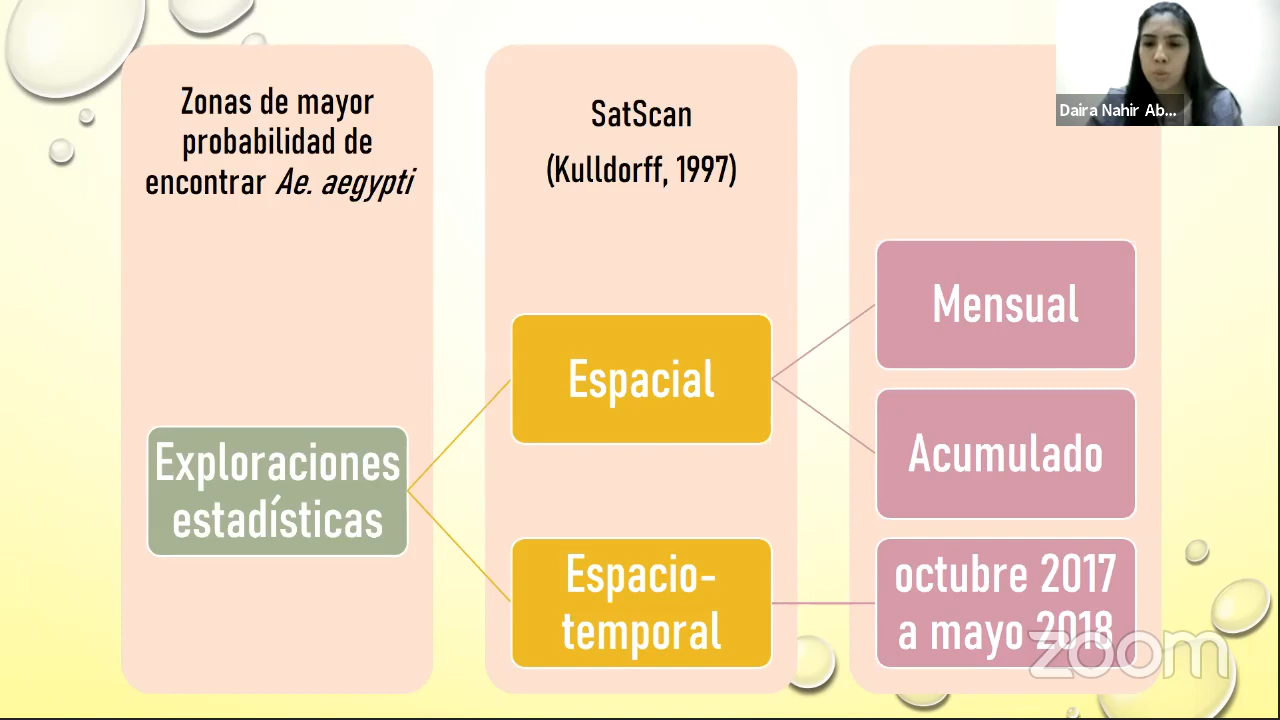 Zonas de mayor
probabilidad de
encontrar Ae. aegypti
SatScan
(Kulldorff, 1997)
Daira Nahir Ab...
Mensual
Espacial
Acumulado
Exploraciones
estadísticas
Espacio-
temporal
octubre 2017
a mayo 2018
zoom